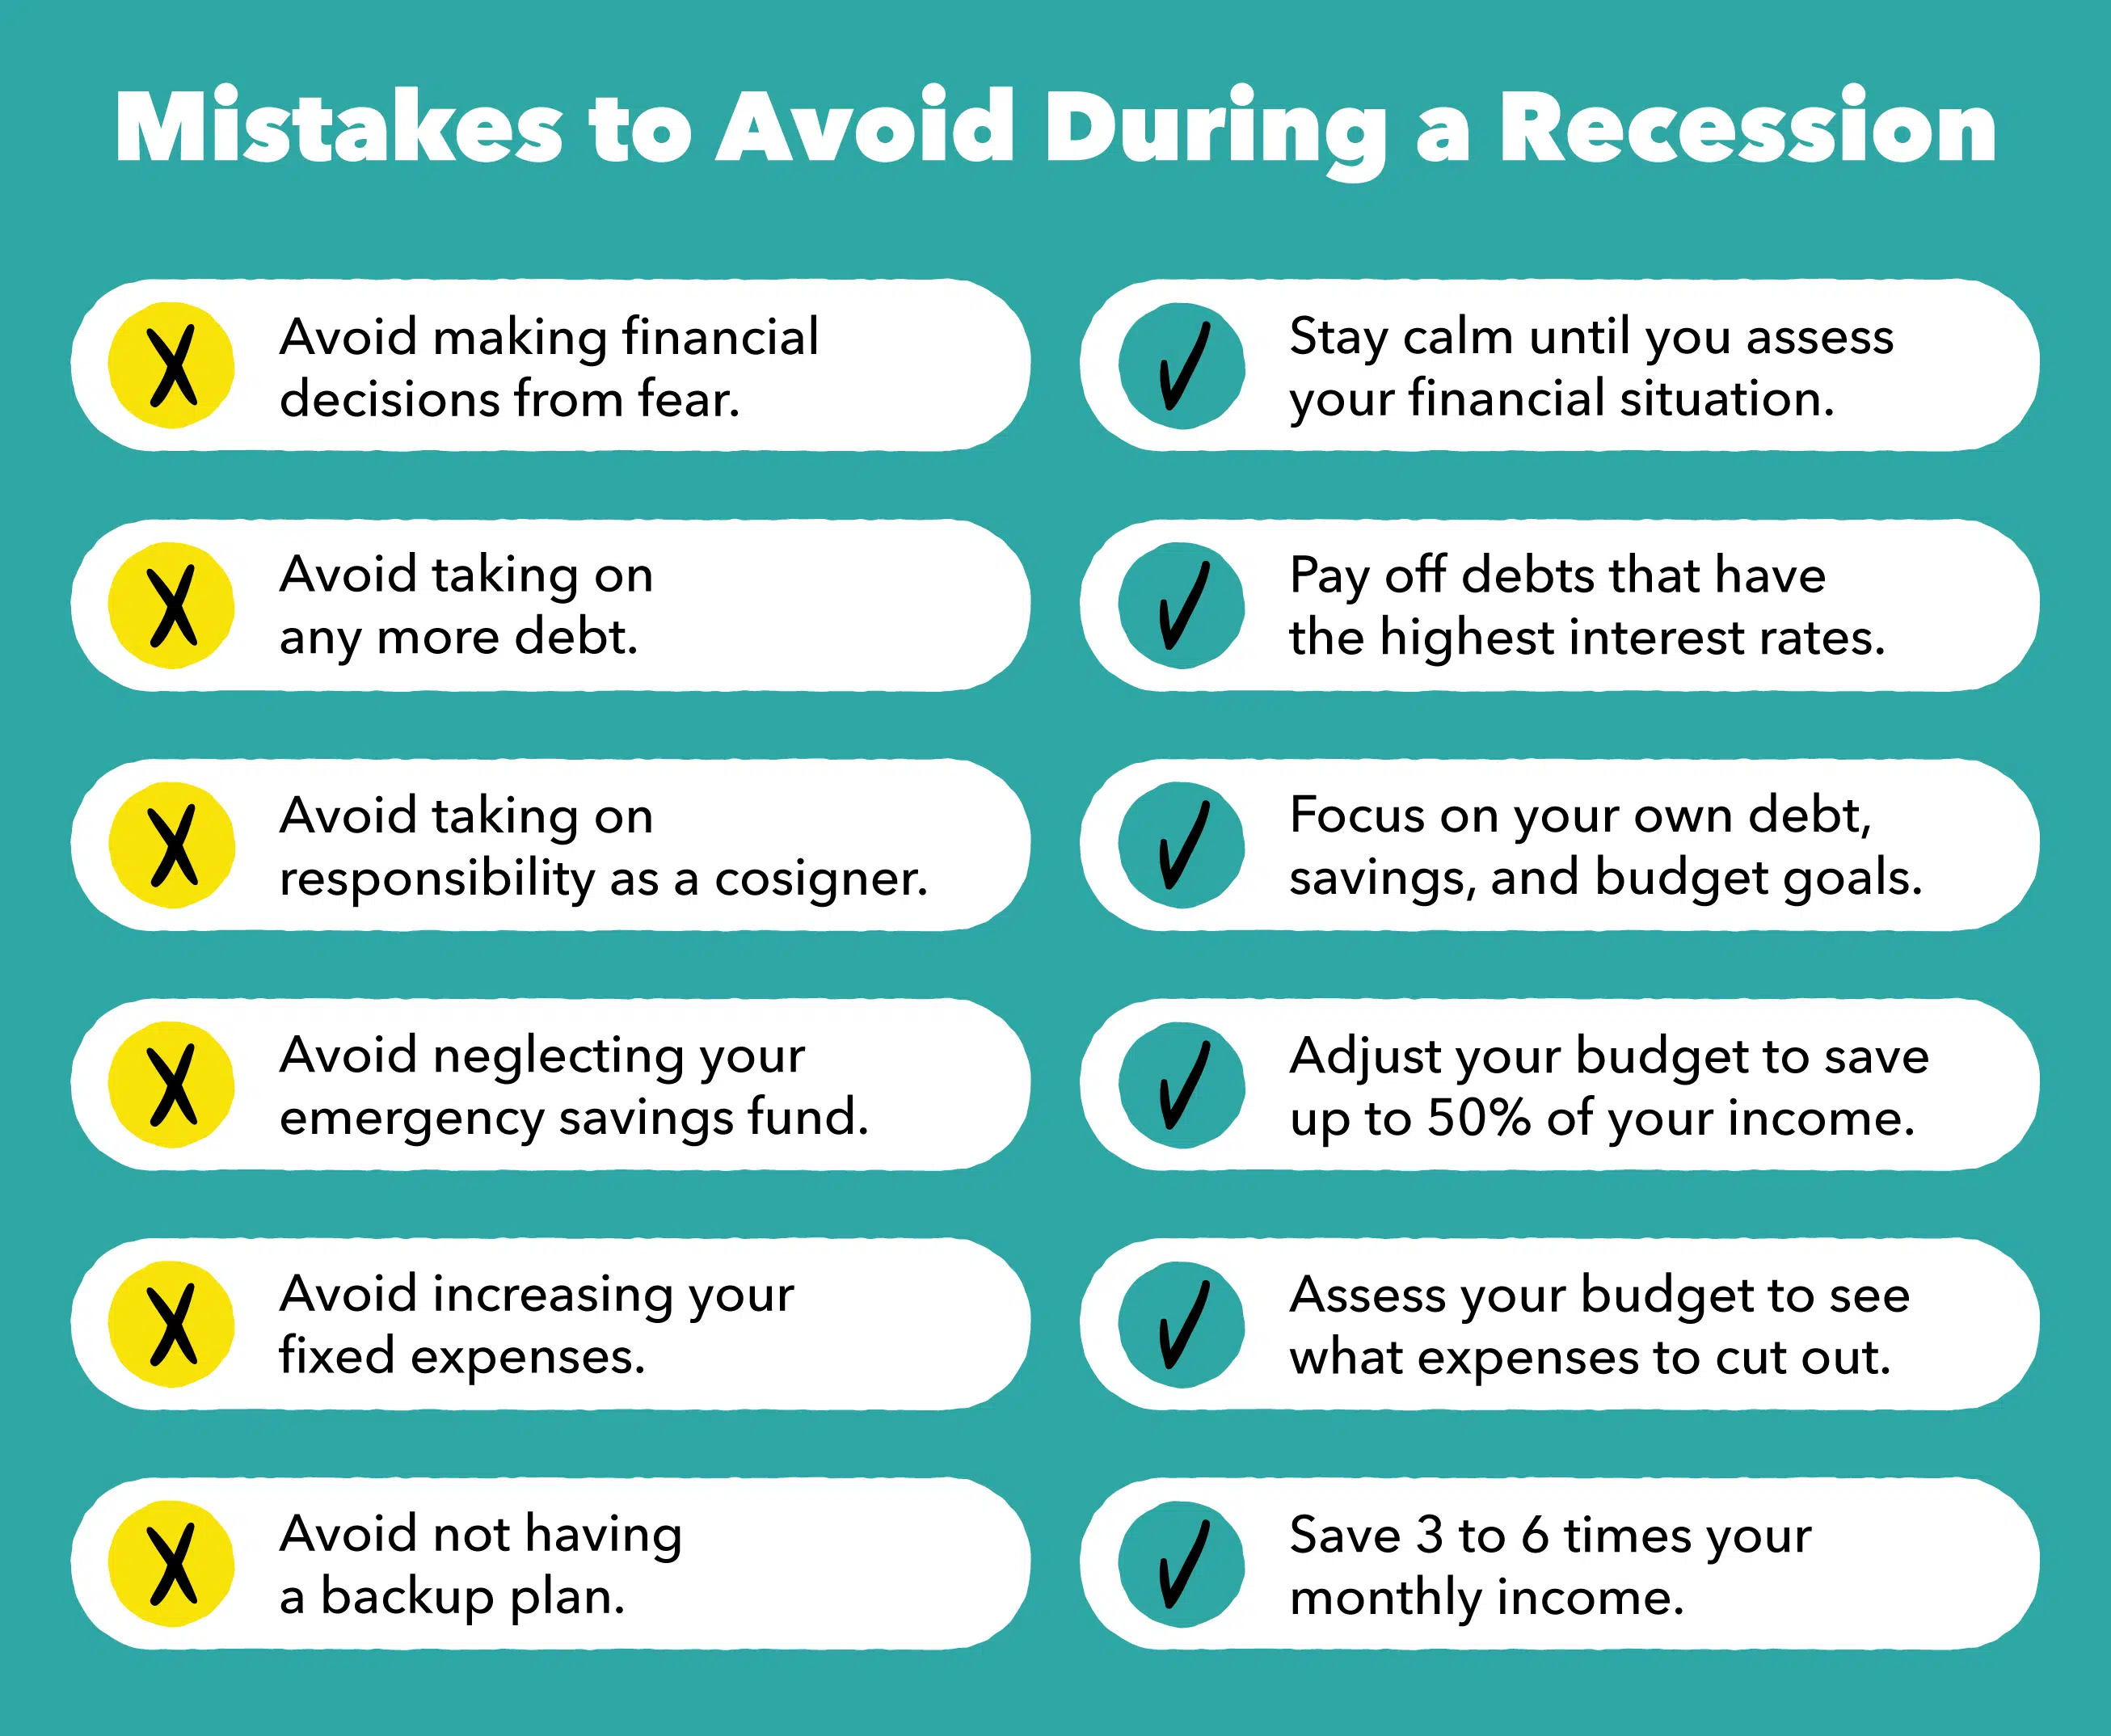 Mistakes to Avoid During a Recession
Avoid making financial
decisions from fear.
Stay calm until you assess
your financial situation.
Avoid taking on
any more debt.
Pay off debts that have
the highest interest rates.
Avoid taking on
responsibility as a cosigner.
Focus on your own debt,
savings, and budget goals.
Avoid neglecting your
emergency savings fund.
Adjust your budget to save
up to 50% of your income.
Avoid increasing your
fixed expenses.
Assess your budget to see
what expenses to cut out.
Avoid not having
a backup plan.
Save 3 to 6 times your
monthly income.